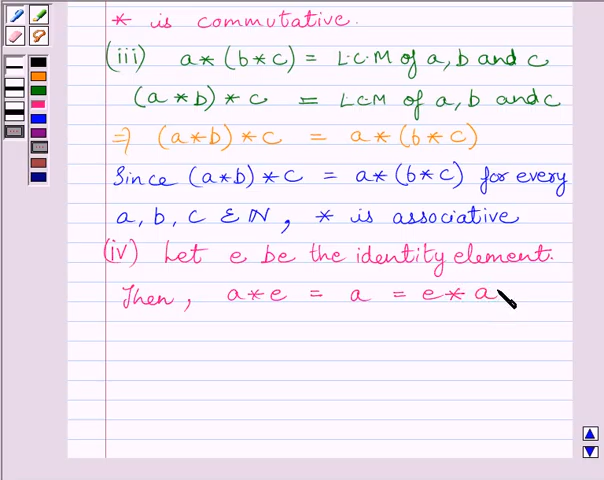 * is commutative.
(iii) a*(b*c) = L.C.M of a, b and c
(a*b)*c = LCM of a, b and c
⇒ (a*b)*c = a*(b*c)
Since (a*b)*c = a*(b*c) for every
a, b, c ∈ N, * is associative
(iv) Let e be the identity element.
Then, a*e = a = e*a